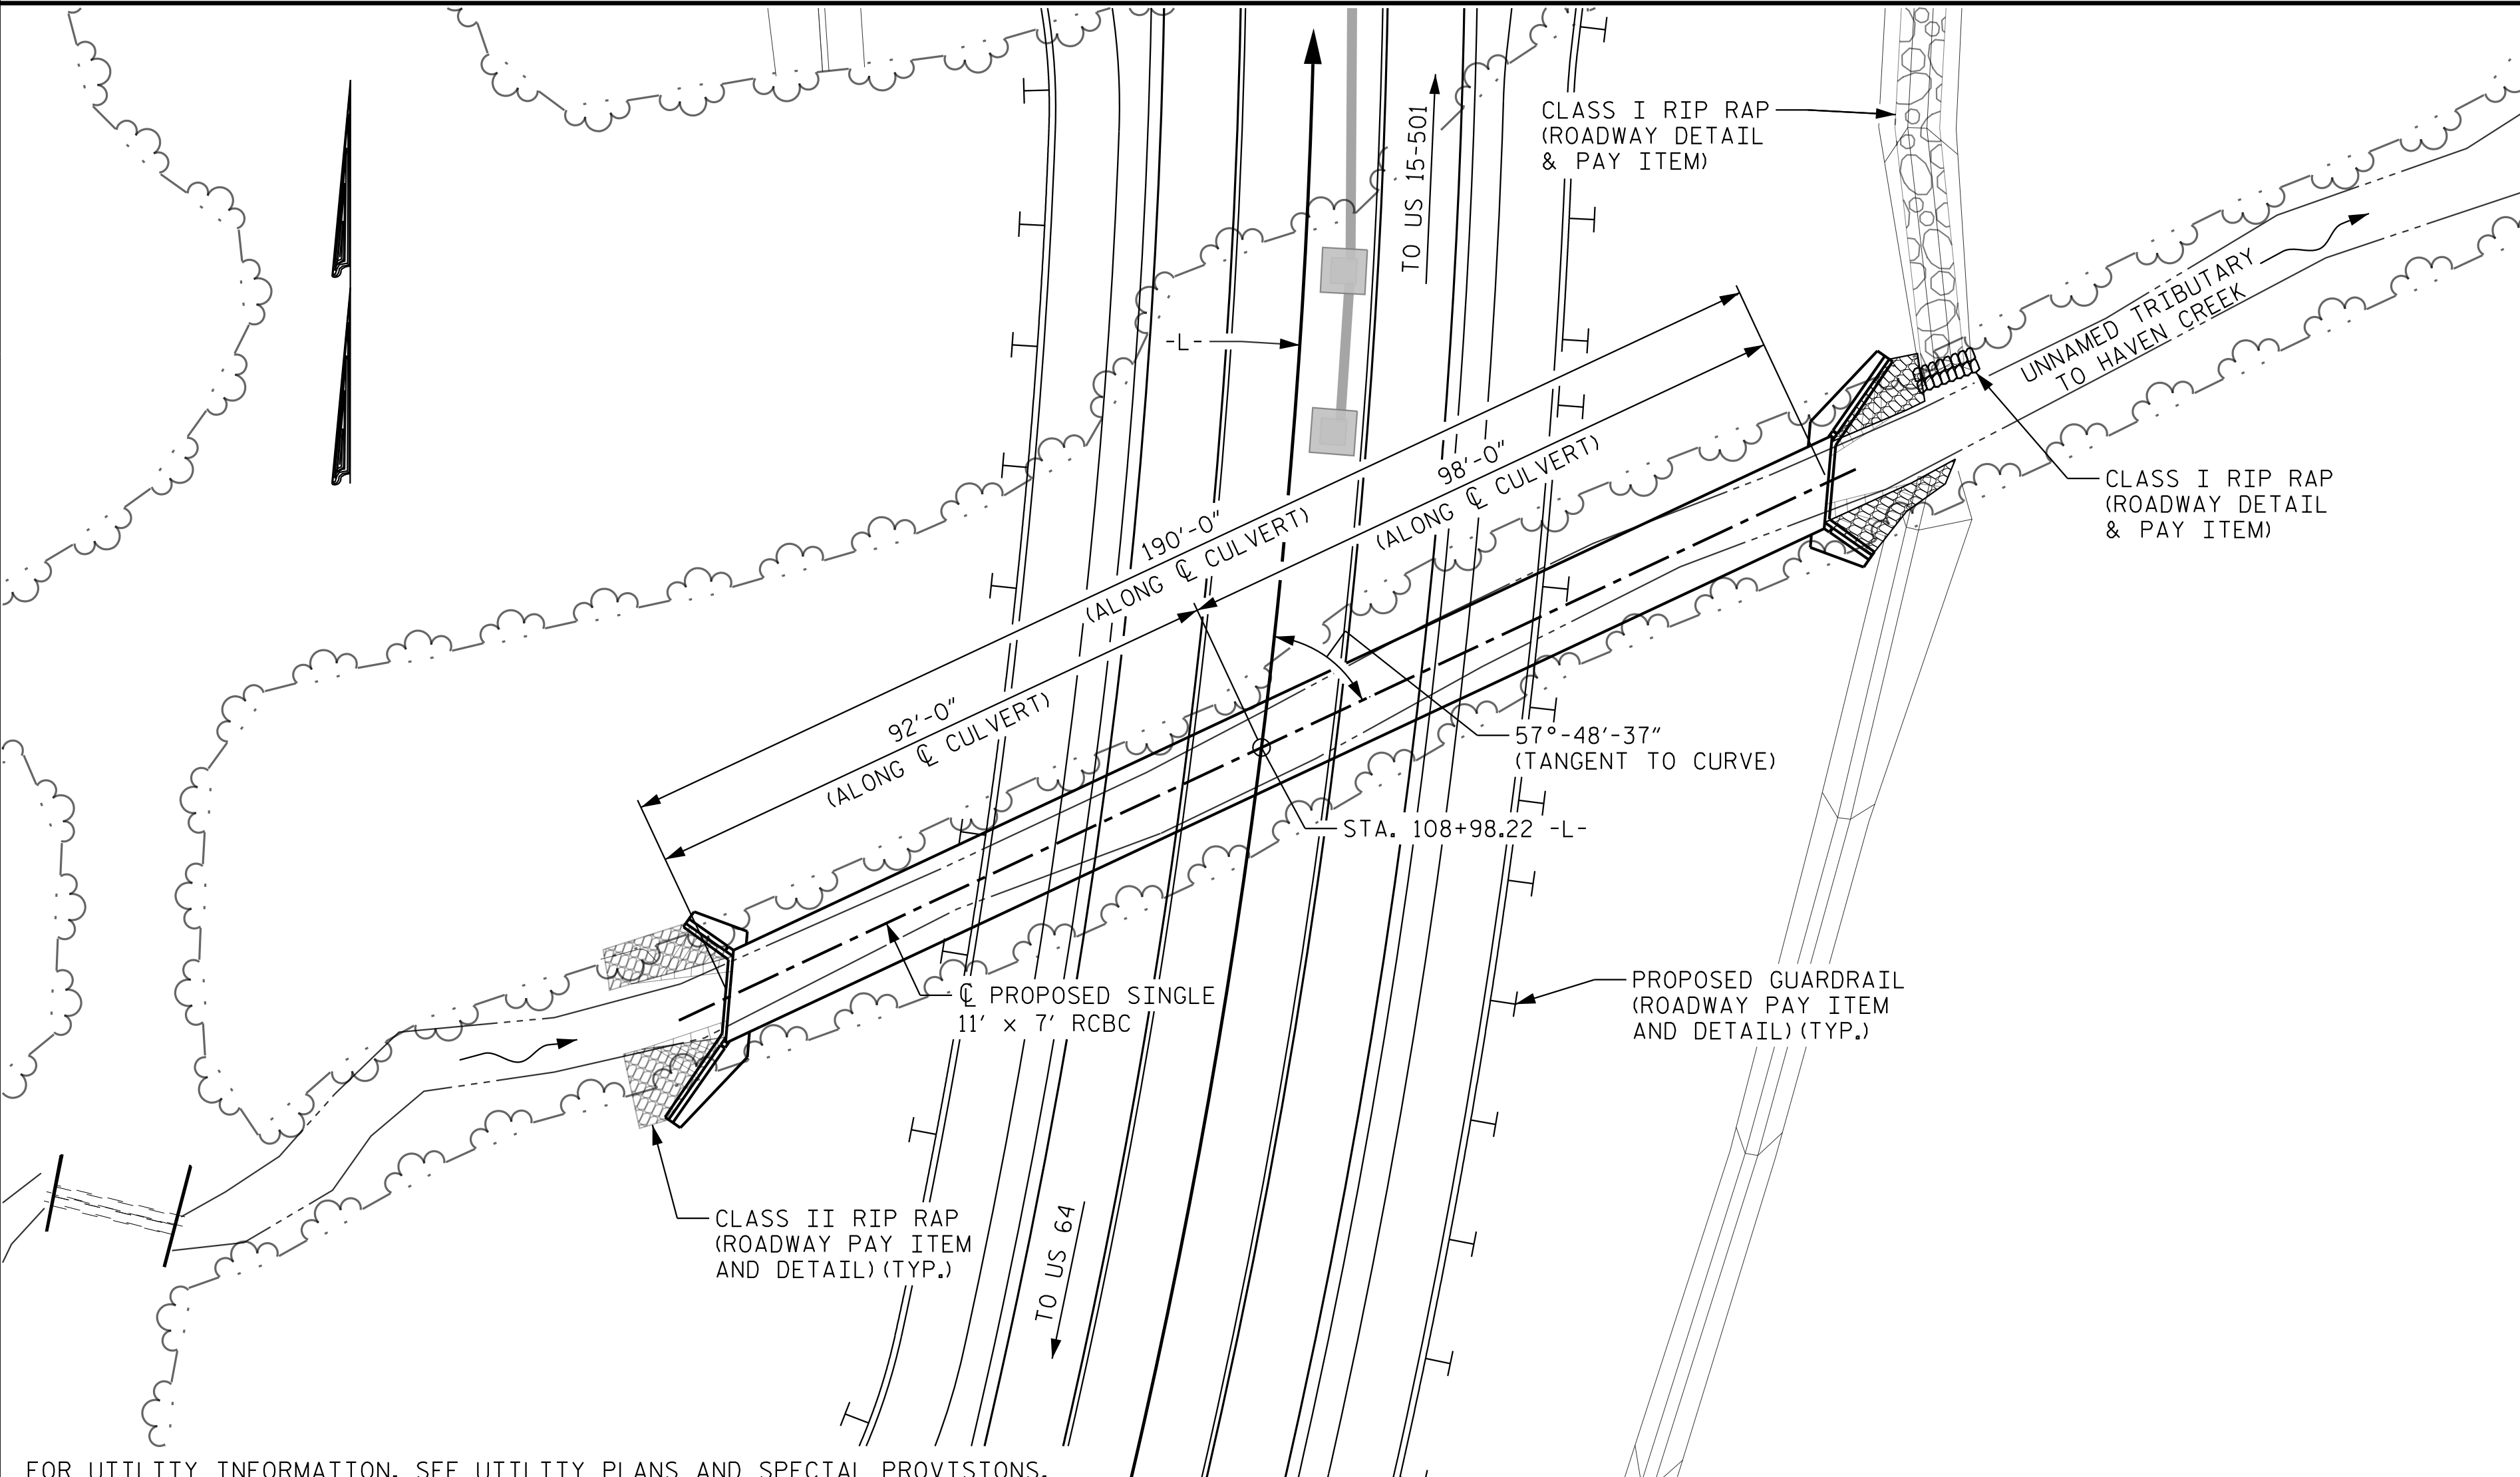 CLASS I RIP RAP
(ROADWAY DETAIL
& PAY ITEM)
TO US 15-501
-L-
UNNAMED TRIBUTARY
TO HAVEN CREEK
CLASS I RIP RAP
(ROADWAY DETAIL
& PAY ITEM)
190'-0"
(ALONG ℄ CULVERT)
98'-0"
(ALONG ℄ CULVERT)
92'-0"
(ALONG ℄ CULVERT)
57°-48'-37"
(TANGENT TO CURVE)
STA. 108+98.22 -L-
℄ PROPOSED SINGLE
11' x 7' RCBC
PROPOSED GUARDRAIL
(ROADWAY PAY ITEM
AND DETAIL)(TYP.)
CLASS II RIP RAP
(ROADWAY PAY ITEM
AND DETAIL)(TYP.)
TO US 64
FOR UTILITY INFORMATION, SEE UTILITY PLANS AND SPECIAL PROVISIONS.